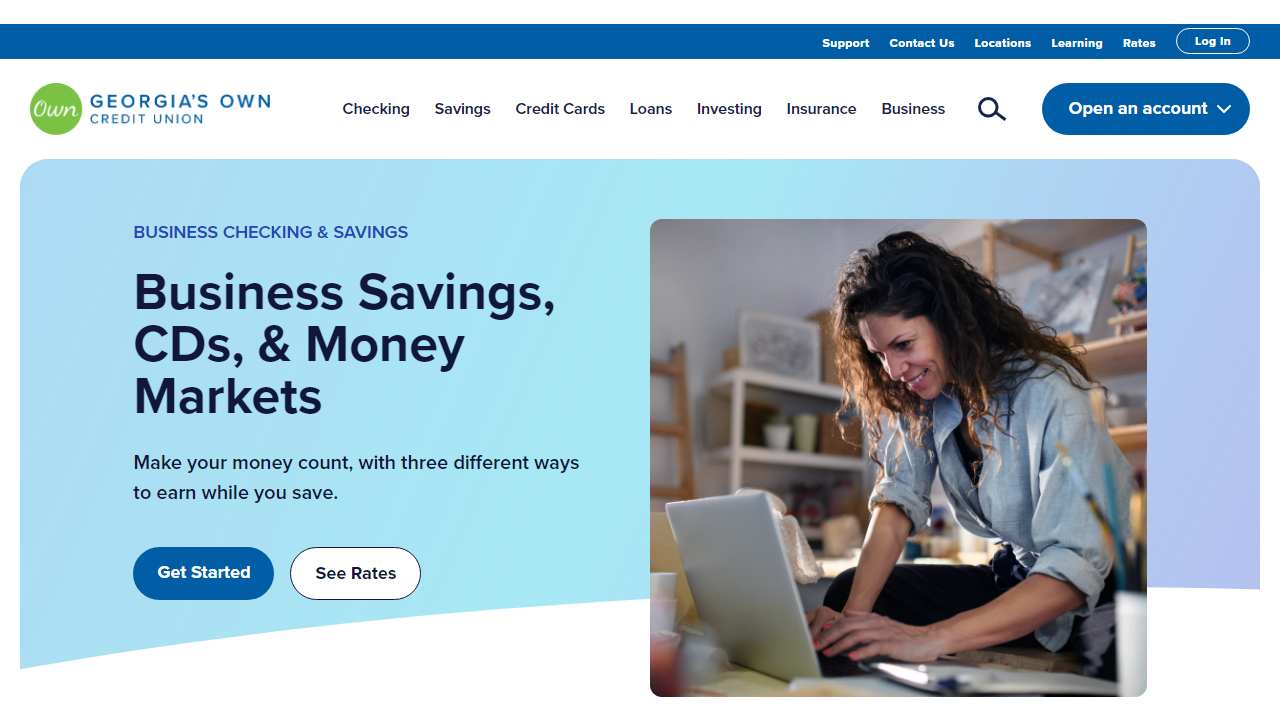 Support Contact Us Locations Learning Rates Log In
Own GEORGIA'S OWN
CREDIT UNION
Checking Savings Credit Cards Loans Investing Insurance Business Open an account
BUSINESS CHECKING & SAVINGS
Business Savings,
CDs, & Money
Markets
Make your money count, with three different ways
to earn while you save.
Get Started See Rates